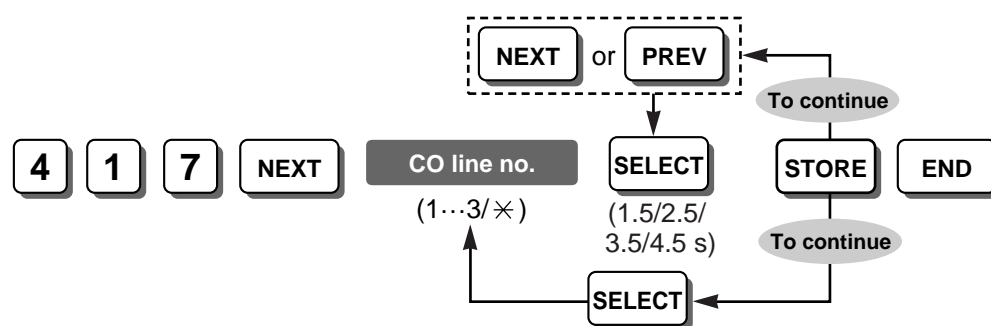 NEXT or PREV
To continue
4 1 7 NEXT CO line no. SELECT STORE END
(1···3/✳) (1.5/2.5/
3.5/4.5 s)
To continue
SELECT